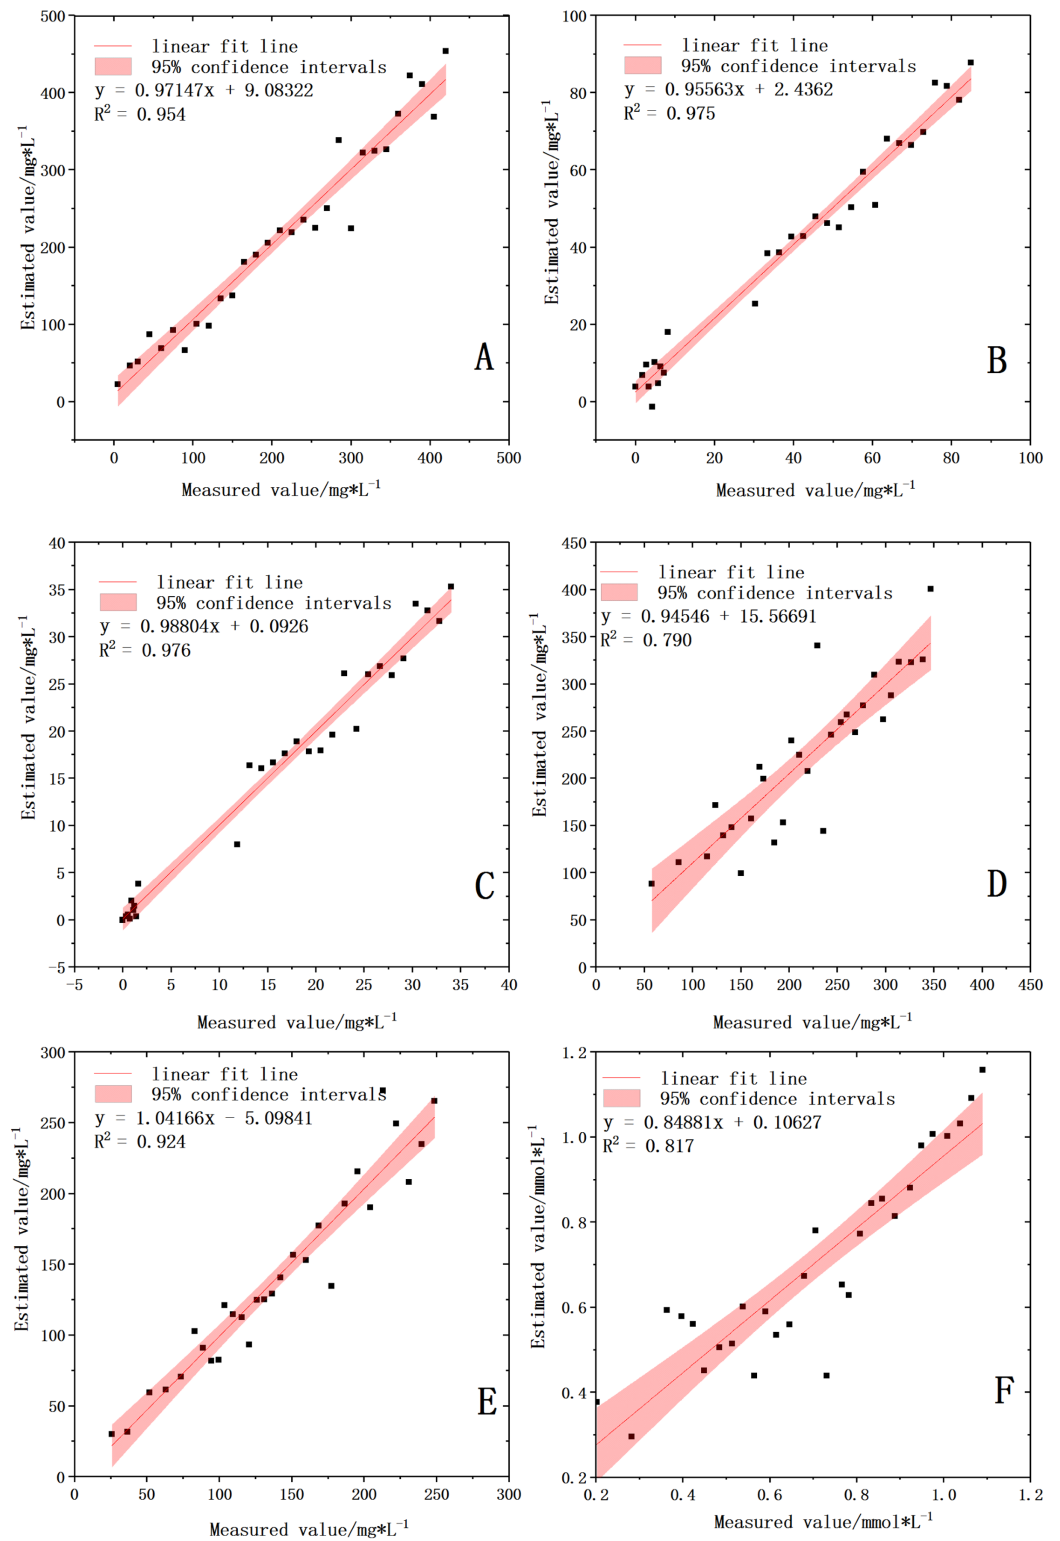 500
400
300
200
100
0
Estimated value/mg*L⁻¹
linear fit line
95% confidence intervals
y = 0.97147x + 9.08322
R² = 0.954
A
0 100 200 300 400 500
Measured value/mg*L⁻¹
100
80
60
40
20
0
Estimated value/mg*L⁻¹
linear fit line
95% confidence intervals
y = 0.95563x + 2.4362
R² = 0.975
B
0 20 40 60 80 100
Measured value/mg*L⁻¹
40
35
30
25
20
15
10
5
0
-5
Estimated value/mg*L⁻¹
linear fit line
95% confidence intervals
y = 0.98804x + 0.0926
R² = 0.976
C
-5 0 5 10 15 20 25 30 35 40
Measured value/mg*L⁻¹
450
400
350
300
250
200
150
100
50
0
Estimated value/mg*L⁻¹
linear fit line
95% confidence intervals
y = 0.94546 + 15.56691
R² = 0.790
D
0 50 100 150 200 250 300 350 400 450
Measured value/mg*L⁻¹
300
250
200
150
100
50
0
Estimated value/mg*L⁻¹
linear fit line
95% confidence intervals
y = 1.04166x - 5.09841
R² = 0.924
E
0 50 100 150 200 250 300
Measured value/mg*L⁻¹
1.2
1.0
0.8
0.6
0.4
0.2
Estimated value/mmol*L⁻¹
linear fit line
95% confidence intervals
y = 0.84881x + 0.10627
R² = 0.817
F
0.2 0.4 0.6 0.8 1.0 1.2
Measured value/mmol*L⁻¹